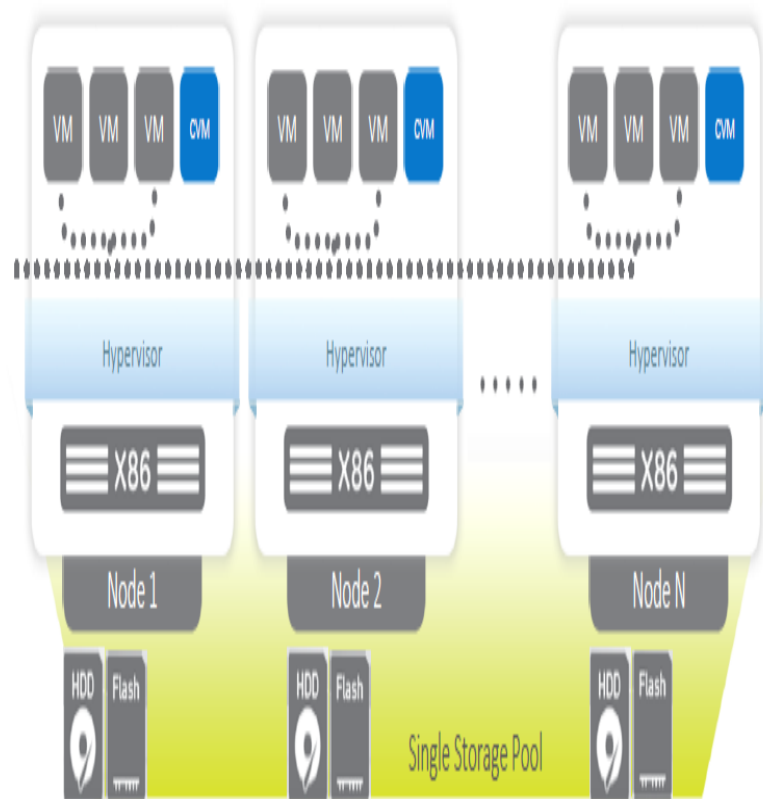 VM VM VM CVM VM VM VM CVM VM VM VM CVM
Hypervisor Hypervisor Hypervisor
X86 X86 X86
Node 1 Node 2 Node N
HDD Flash HDD Flash HDD Flash
Single Storage Pool